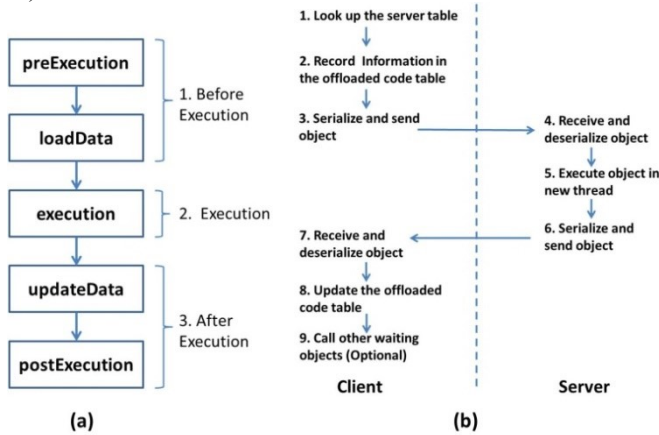 preExecution
loadData
execution
updateData
postExecution
1. Before
Execution
2. Execution
3. After
Execution
(a)
1. Look up the server table
2. Record Information in
the offloaded code table
3. Serialize and send
object
4. Receive and
deserialize object
5. Execute object in
new thread
6. Serialize and
send object
7. Receive and
deserialize object
8. Update the offloaded
code table
9. Call other waiting
objects (Optional)
Client
Server
(b)